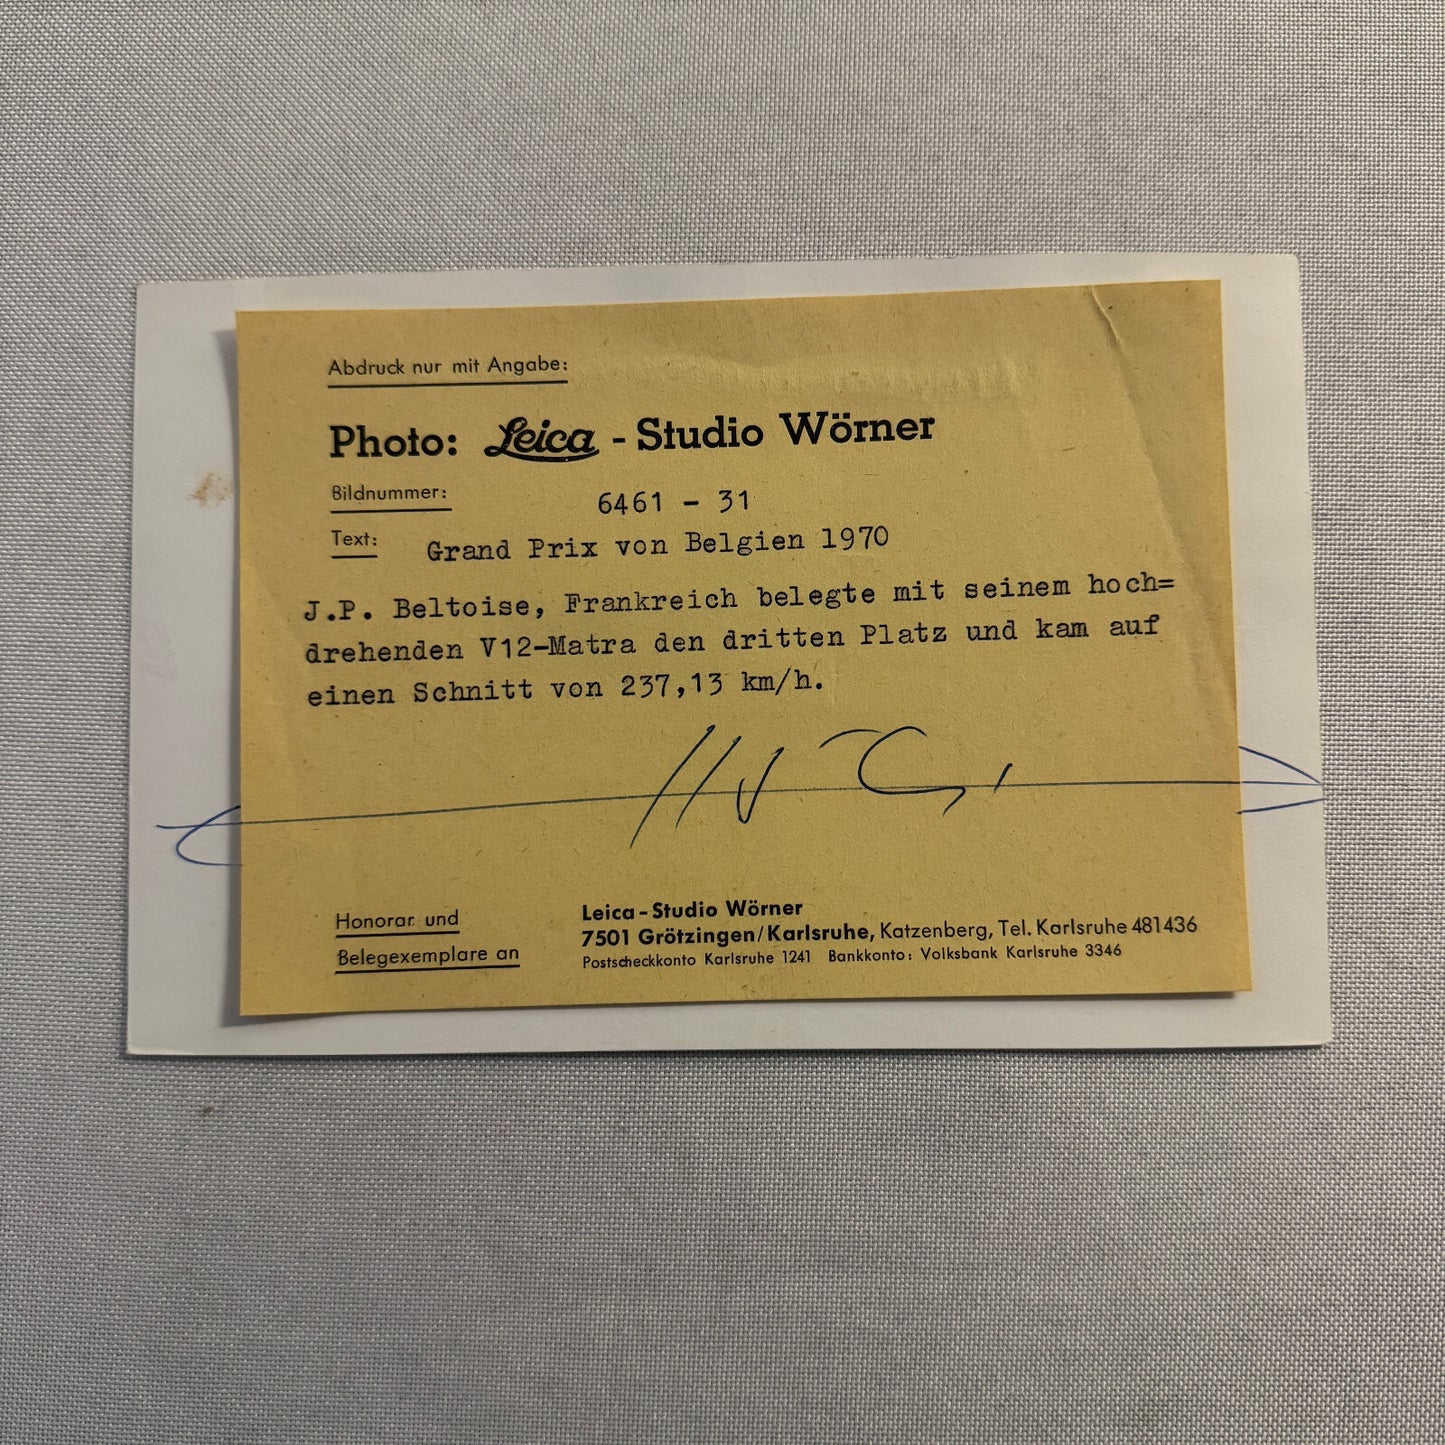 Abdruck nur mit Angabe:
Photo: Leica - Studio Wörner
Bildnummer: 6461 - 31
Text: Grand Prix von Belgien 1970
J.P. Beltoise, Frankreich belegte mit seinem hoch=
drehenden V12-Matra den dritten Platz und kam auf
einen Schnitt von 237,13 km/h.
Honorar und
Belegexemplare an
Leica-Studio Wörner
7501 Grötzingen/Karlsruhe, Katzenberg, Tel. Karlsruhe 481436
Postscheckkonto Karlsruhe 1241 Bankkonto: Volksbank Karlsruhe 3346